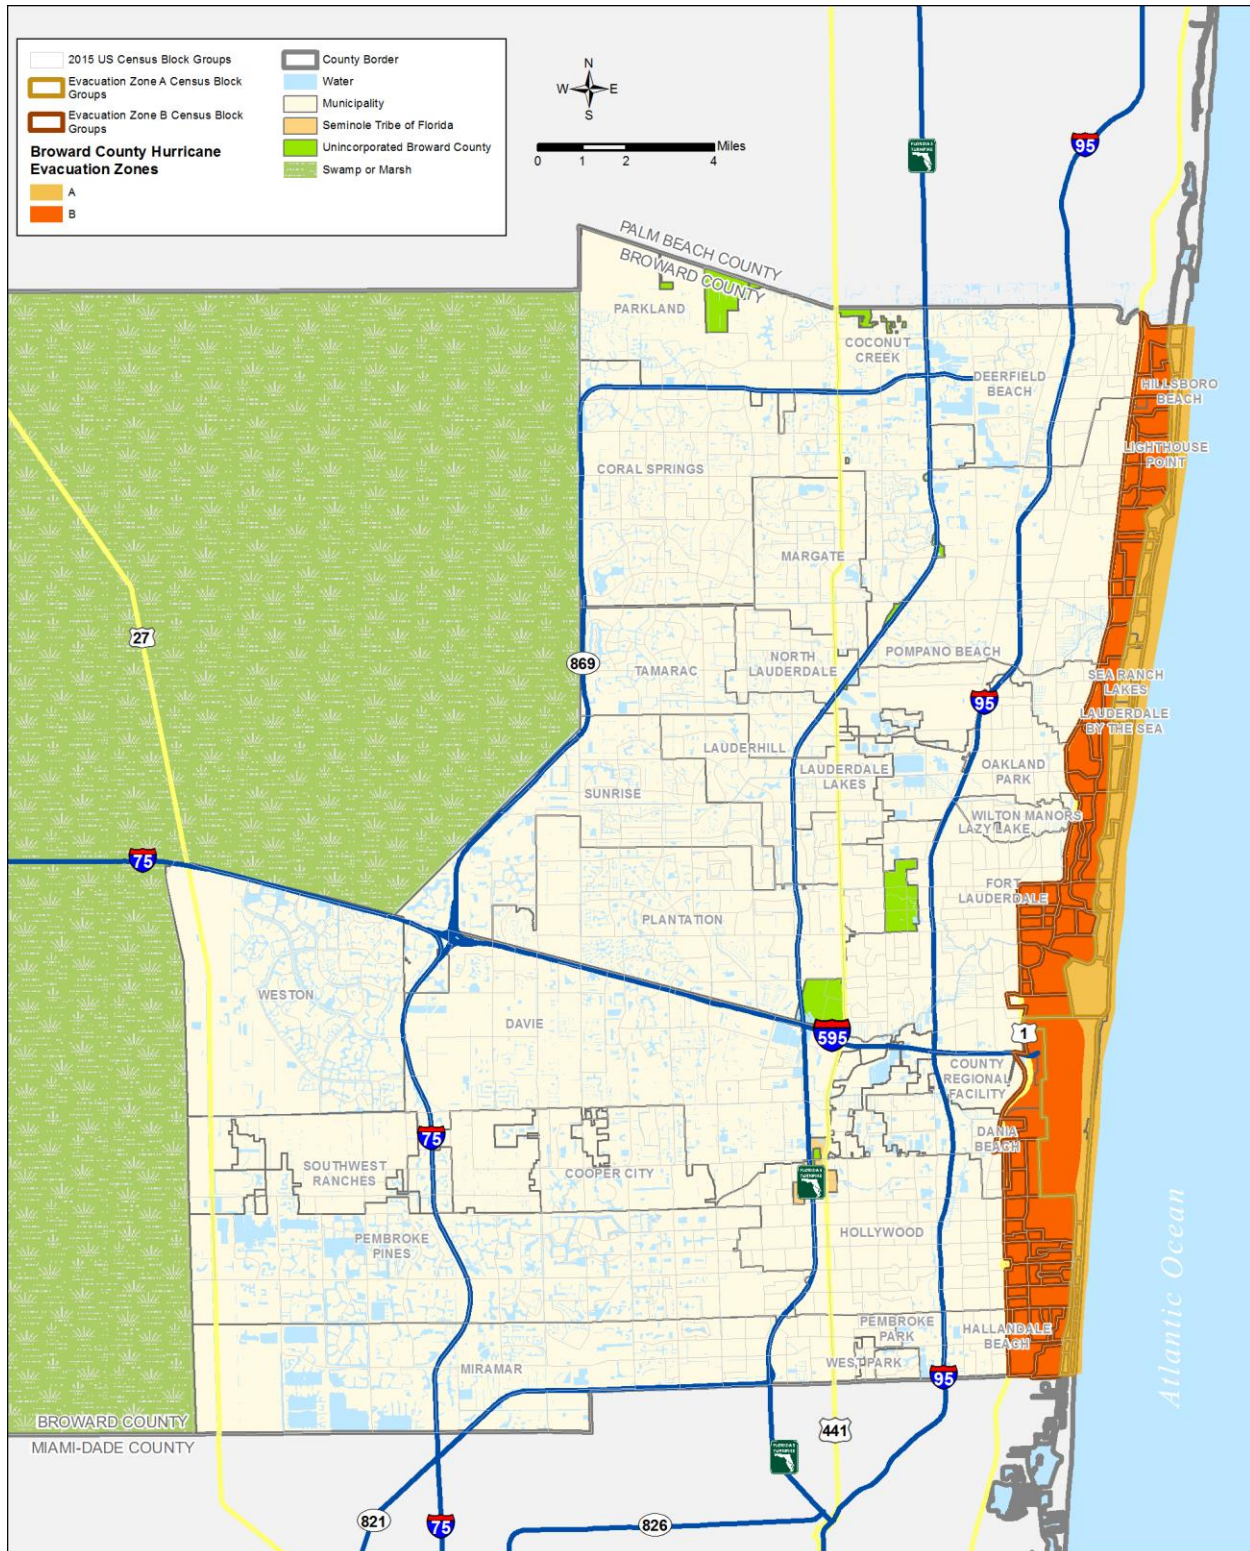 2015 US Census Block Groups
Evacuation Zone A Census Block
Groups
Evacuation Zone B Census Block
Groups
Broward County Hurricane
Evacuation Zones
A
B
County Border
Water
Municipality
Seminole Tribe of Florida
Unincorporated Broward County
Swamp or Marsh
N
W E
S
Miles
0 1 2 4
FLORIDA'S
TURNPIKE
95
PALM BEACH COUNTY
BROWARD COUNTY
PARKLAND
COCONUT
CREEK
DEERFIELD
BEACH
HILLSBORO
BEACH
LIGHTHOUSE
POINT
CORAL SPRINGS
MARGATE
27
869
TAMARAC
NORTH
LAUDERDALE
POMPANO BEACH
SEA RANCH
LAKES
95
LAUDERDALE
BY THE SEA
LAUDERHILL
LAUDERDALE
LAKES
OAKLAND
PARK
SUNRISE
WILTON MANORS
LAZY LAKE
75
FORT
LAUDERDALE
PLANTATION
WESTON
DAVIE
595
1
COUNTY
REGIONAL
FACILITY
75
DANIA
BEACH
SOUTHWEST
RANCHES
COOPER CITY
FLORIDA'S
TURNPIKE
HOLLYWOOD
PEMBROKE
PINES
Atlantic Ocean
PEMBROKE
PARK
HALLANDALE
BEACH
MIRAMAR
WEST PARK
95
BROWARD COUNTY
MIAMI-DADE COUNTY
441
FLORIDA'S
TURNPIKE
821
75
826